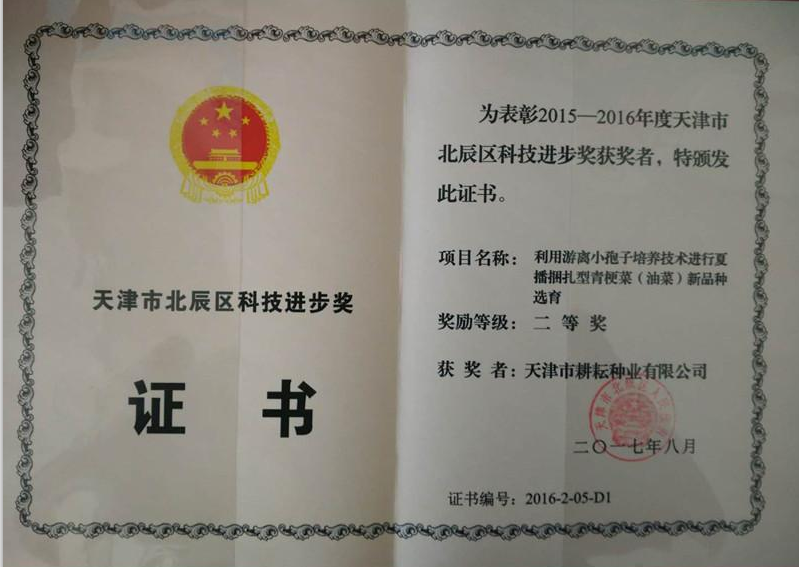 天津市北辰区科技进步奖
证 书
为表彰2015—2016年度天津市
北辰区科技进步奖获奖者，特颁发
此证书。
项目名称：利用游离小孢子培养技术进行夏
播捆扎型青梗菜（油菜）新品种
选育
奖励等级：二等奖
获奖者：天津市耕耘种业有限公司
二〇一七年八月
证书编号：2016-2-05-D1